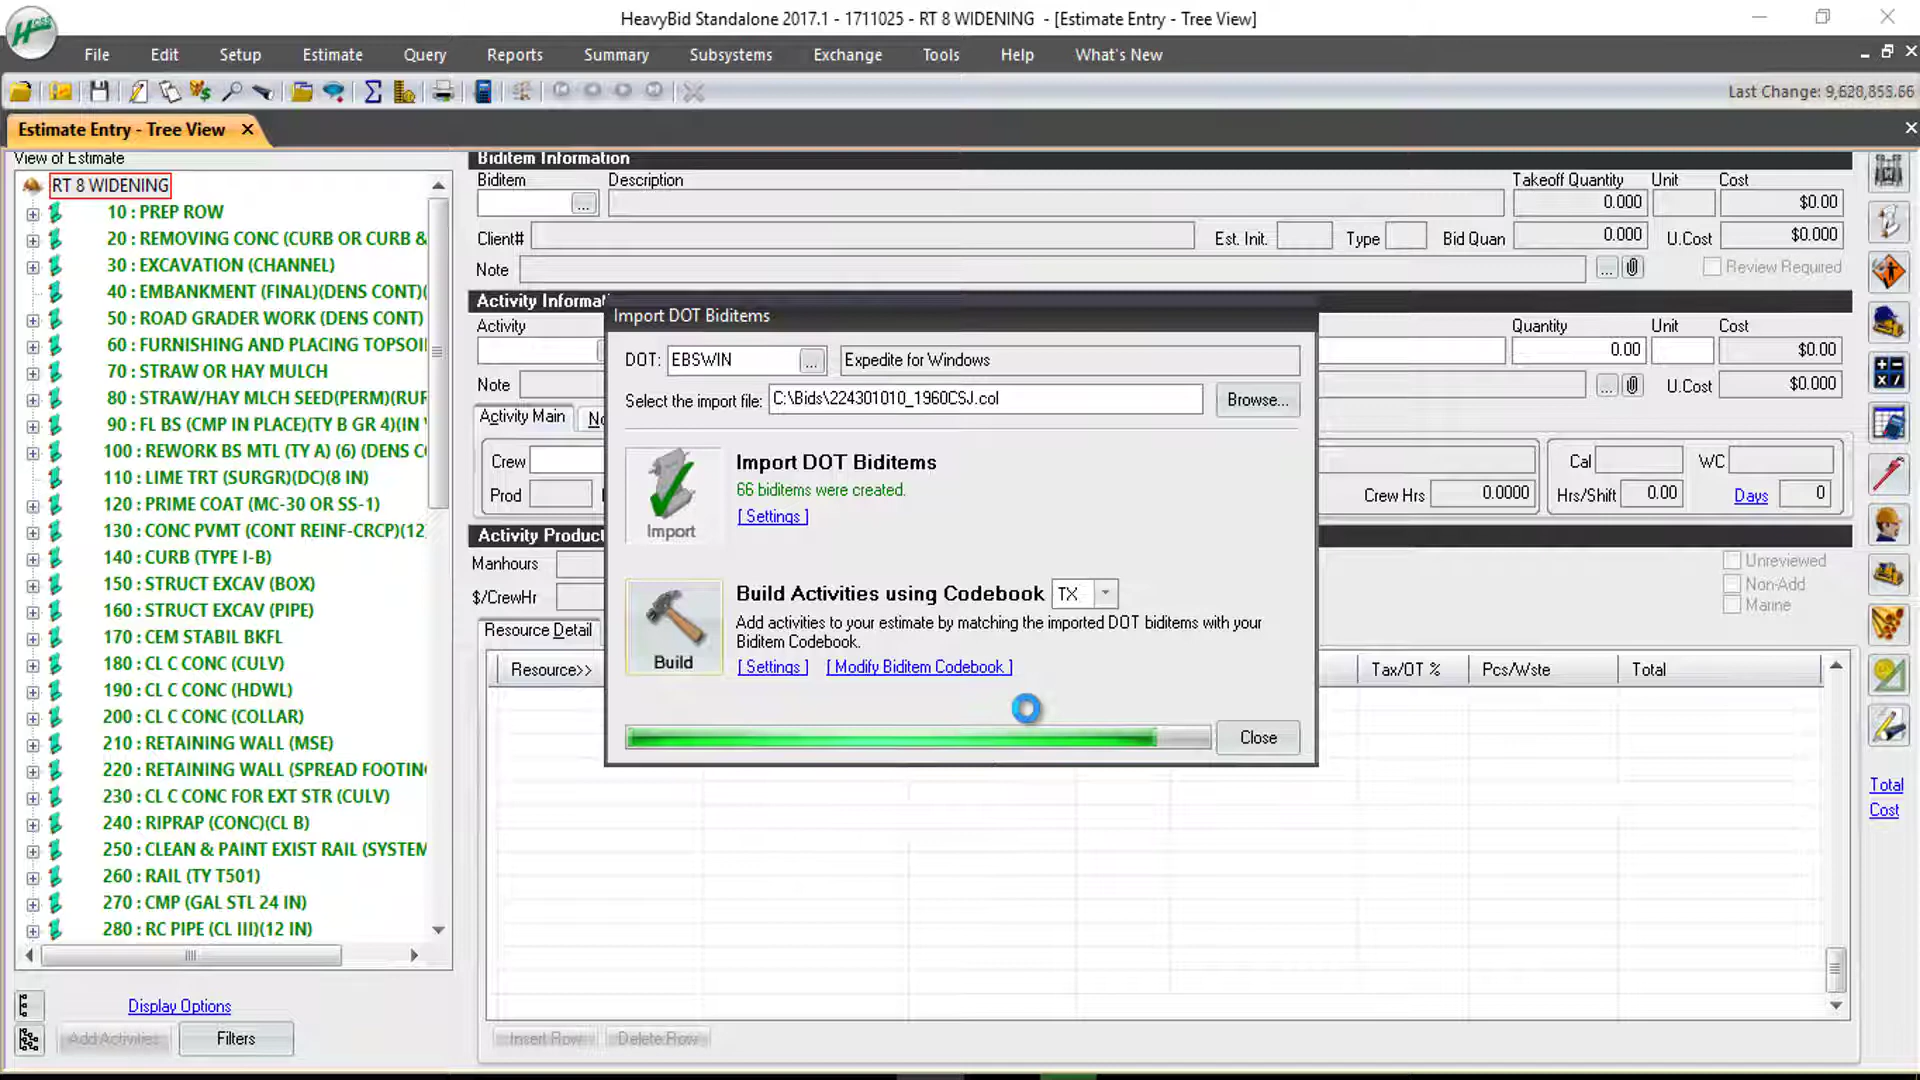 HeavyBid Standalone 2017.1 - 1711025 - RT 8 WIDENING - [Estimate Entry - Tree View]
File Edit Setup Estimate Query Reports Summary Subsystems Exchange Tools Help What's New
Last Change: 9,628,858.66
Estimate Entry - Tree View
View of Estimate
RT 8 WIDENING
10 : PREP ROW
20 : REMOVING CONC (CURB OR CURB &
30 : EXCAVATION (CHANNEL)
40 : EMBANKMENT (FINAL)(DENS CONT)(
50 : ROAD GRADER WORK (DENS CONT)
60 : FURNISHING AND PLACING TOPSOI
70 : STRAW OR HAY MULCH
80 : STRAW/HAY MLCH SEED(PERM)(RUR
90 : FL BS (CMP IN PLACE)(TY B GR 4)(IN V
100 : REWORK BS MTL (TY A) (6) (DENS CO
110 : LIME TRT (SURGR)(DC)(8 IN)
120 : PRIME COAT (MC-30 OR SS-1)
130 : CONC PVMT (CONT REINF-CRCP)(12
140 : CURB (TYPE I-B)
150 : STRUCT EXCAV (BOX)
160 : STRUCT EXCAV (PIPE)
170 : CEM STABIL BKFL
180 : CL C CONC (CULV)
190 : CL C CONC (HDWL)
200 : CL C CONC (COLLAR)
210 : RETAINING WALL (MSE)
220 : RETAINING WALL (SPREAD FOOTING
230 : CL C CONC FOR EXT STR (CULV)
240 : RIPRAP (CONC)(CL B)
250 : CLEAN & PAINT EXIST RAIL (SYSTEM
260 : RAIL (TY T501)
270 : CMP (GAL STL 24 IN)
280 : RC PIPE (CL III)(12 IN)
Display Options
Add Activities Filters
Biditem Information
Biditem Description Takeoff Quantity Unit Cost
... 0.000 $0.00
Client# Est. Init. Type Bid Quan 0.000 U.Cost $0.000
Note ... Review Required
Activity Informat
Activity Quantity Unit Cost
0.00 $0.00
Note ... U.Cost $0.000
Activity Main No
Crew Cal WC
Prod Crew Hrs 0.0000 Hrs/Shift 0.00 Days 0
Activity Product
Manhours Unreviewed
$/CrewHr Non-Add
Marine
Resource Detail
Resource>> Tax/OT % Pcs/Wste Total
Insert Row Delete Row
Total
Cost
Import DOT Biditems
DOT: EBSWIN ... Expedite for Windows
Select the import file: C:\Bids\224301010_1960CSJ.col Browse...
Import
Import DOT Biditems
66 biditems were created.
[ Settings ]
Build
Build Activities using Codebook TX
Add activities to your estimate by matching the imported DOT biditems with your
Biditem Codebook.
[ Settings ] [ Modify Biditem Codebook ]
Close